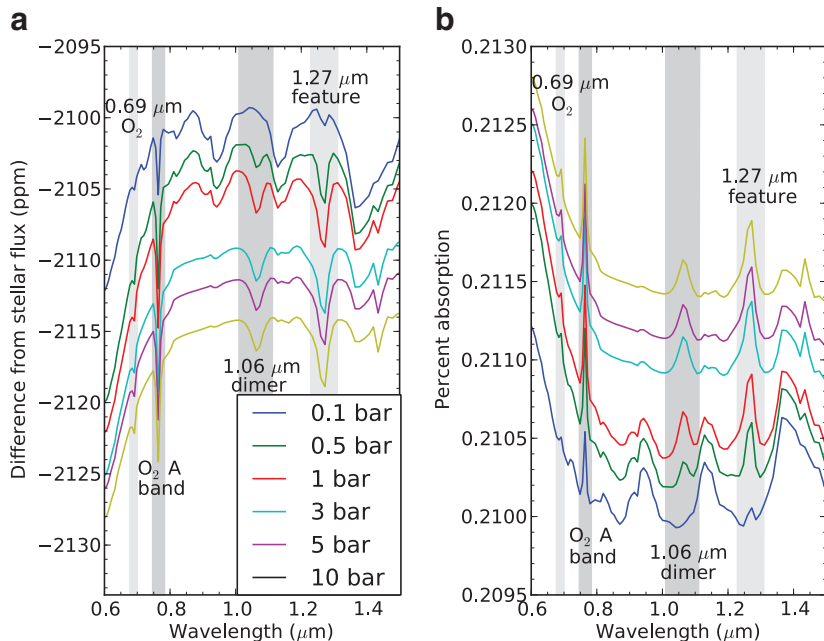 a
−2095
−2100
−2105
−2110
−2115
−2120
−2125
−2130
Difference from stellar flux (ppm)
0.69 μm
O₂
1.27 μm
feature
1.06 μm
dimer
O₂ A
band
0.1 bar
0.5 bar
1 bar
3 bar
5 bar
10 bar
0.6 0.8 1.0 1.2 1.4
Wavelength (μm)
b
0.2130
0.2125
0.2120
0.2115
0.2110
0.2105
0.2100
0.2095
Percent absorption
0.69 μm
O₂
1.27 μm
feature
O₂ A
band
1.06 μm
dimer
0.6 0.8 1.0 1.2 1.4
Wavelength (μm)